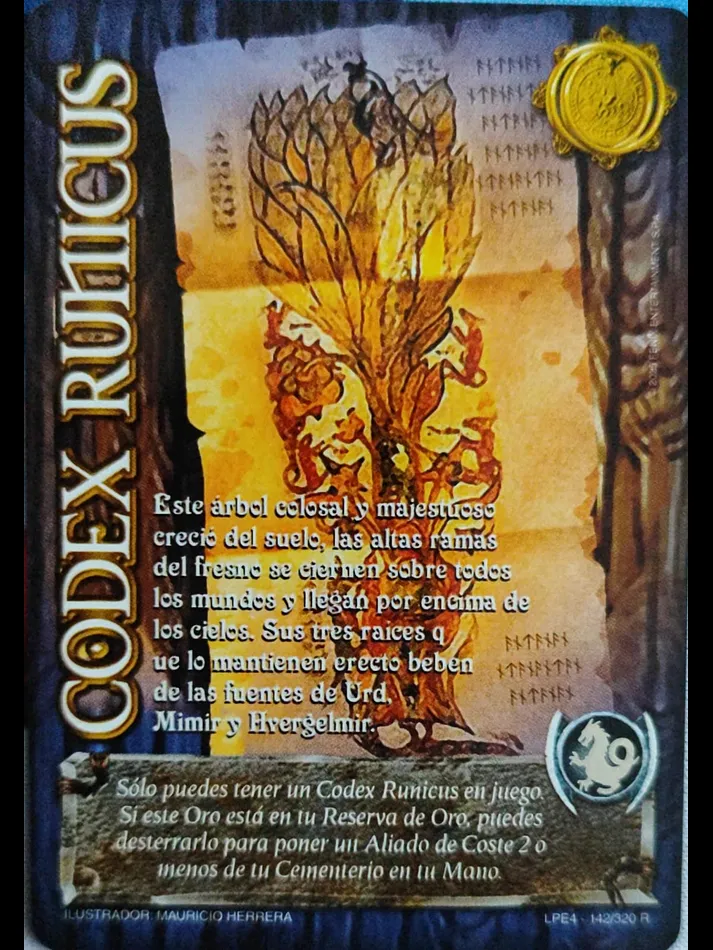 CODEX RUNICUS
Este árbol colosal y majestuoso
creció del suelo, las altas ramas
del fresno se ciernen sobre todos
los mundos y llegan por encima de
los cielos. Sus tres raices q
ue lo mantienen erecto beben
de las fuentes de Urd,
Mimir y Hvergelmir.
Sólo puedes tener un Codex Runicus en juego.
Si este Oro está en tu Reserva de Oro, puedes
desterrarlo para poner un Aliado de Coste 2 o
menos de tu Cementerio en tu Mano.
ILUSTRADOR: MAURICIO HERRERA
LPE4 - 142/320 R
ENTERTAINMENT S.P.A.